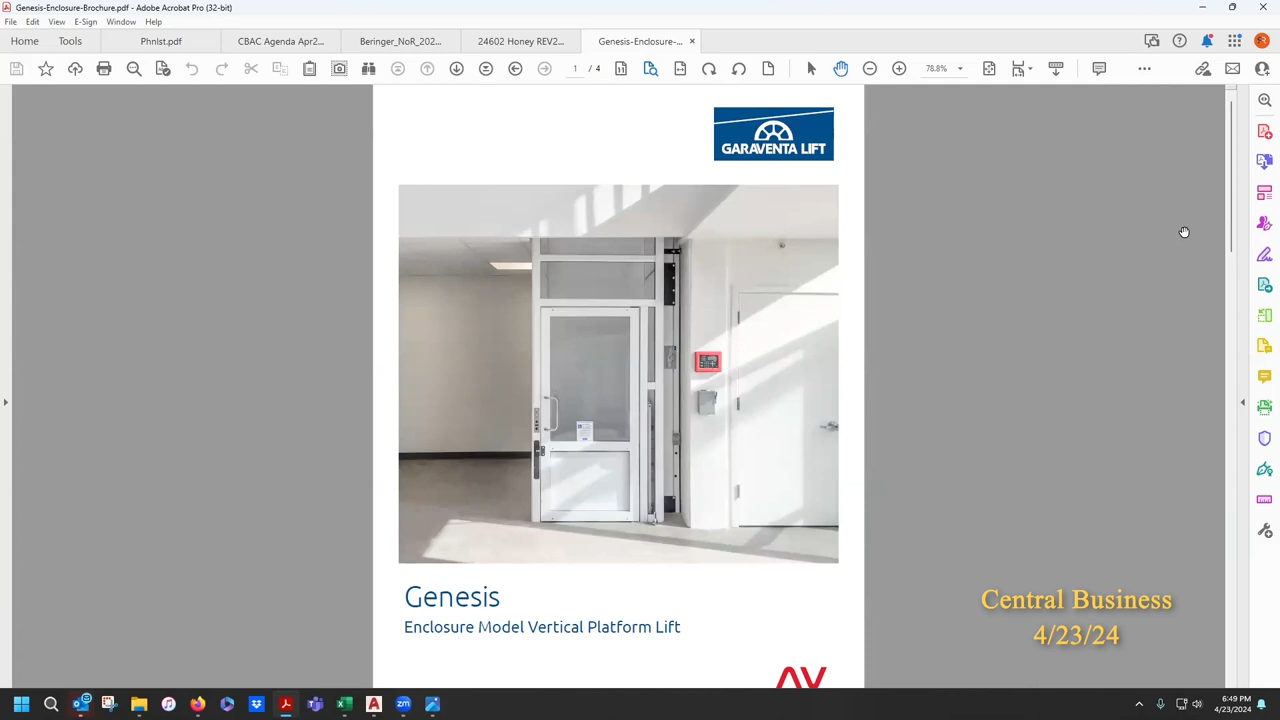 Genesis-Enclosure-Brochure.pdf - Adobe Acrobat Pro (32-bit)
File Edit View E-Sign Window Help
Home Tools Phnlst.pdf CBAC Agenda Apr2... Beringer_NoR_202... 24602 Honey REV2... Genesis-Enclosure-... ×
1 / 4 78.8%
GARAVENTA LIFT
Genesis
Enclosure Model Vertical Platform Lift
Central Business
4/23/24
6:49 PM
4/23/2024